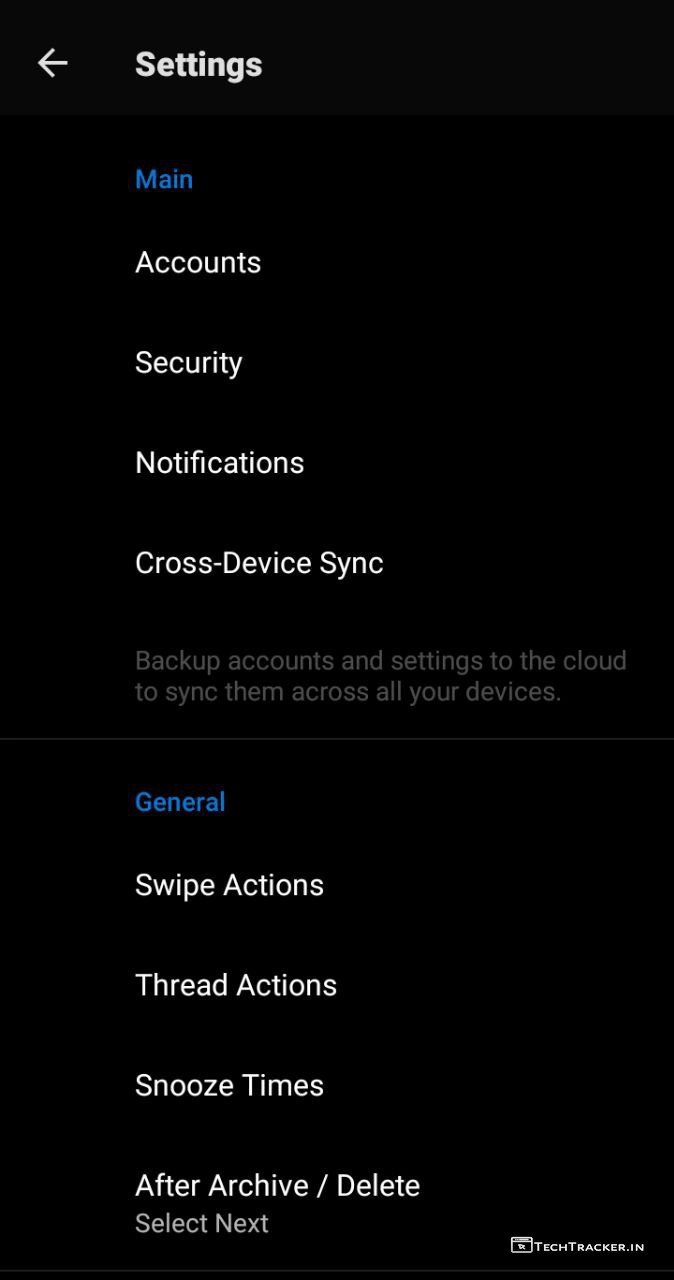 Settings
Main
Accounts
Security
Notifications
Cross-Device Sync
Backup accounts and settings to the cloud
to sync them across all your devices.
General
Swipe Actions
Thread Actions
Snooze Times
After Archive / Delete
Select Next
TechTracker.in